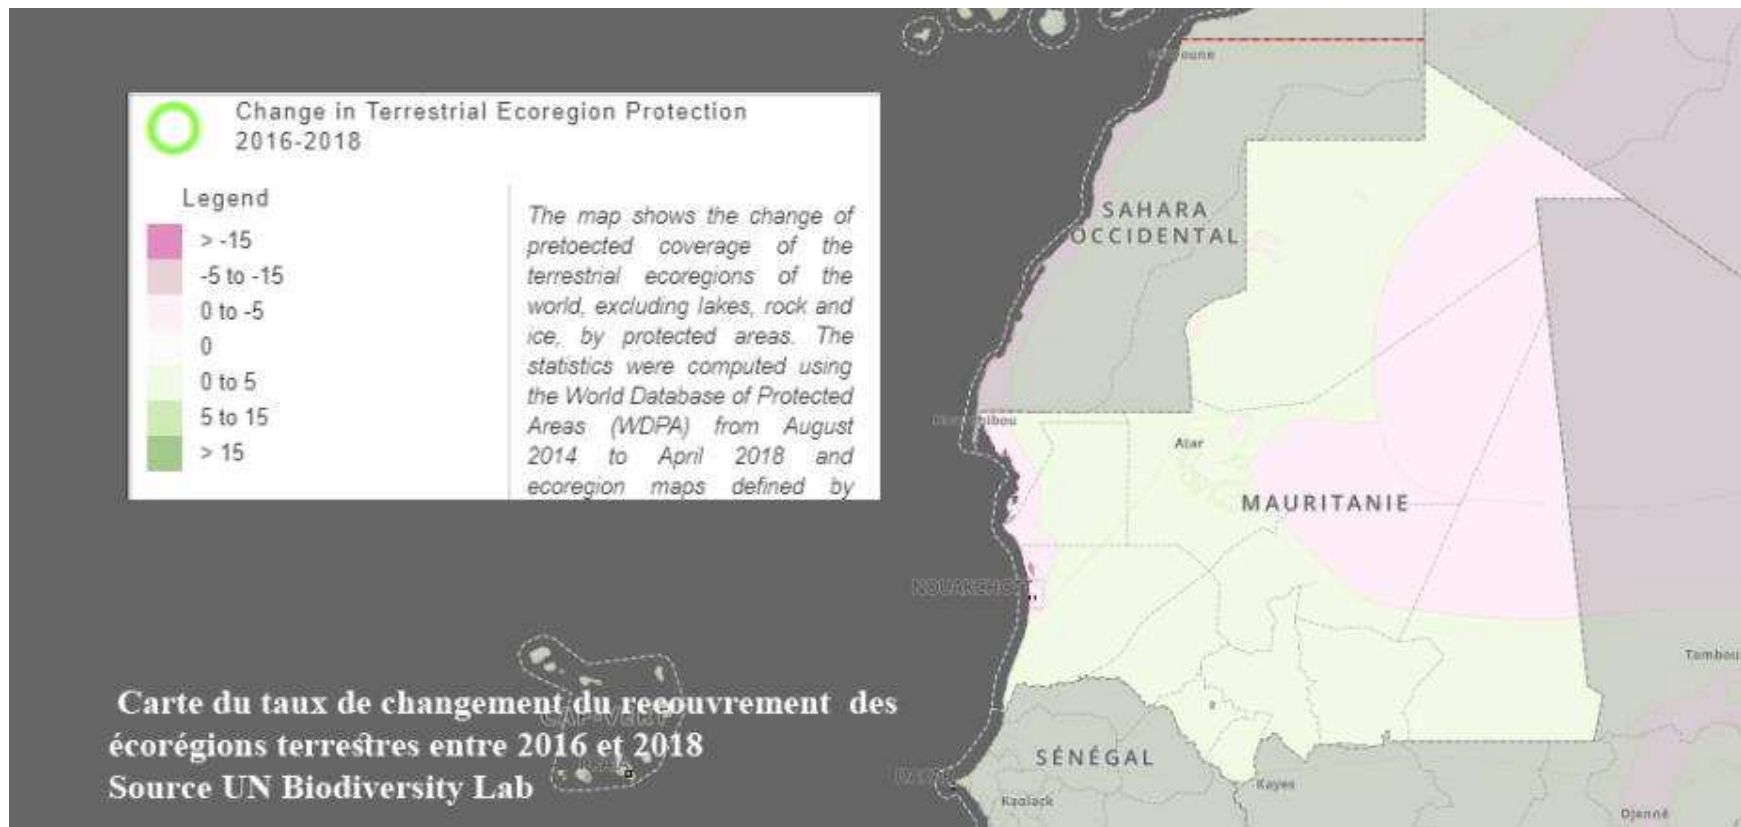 Change in Terrestrial Ecoregion Protection
2016-2018
Legend
> -15
-5 to -15
0 to -5
0
0 to 5
5 to 15
> 15
The map shows the change of
pretoected coverage of the
terrestrial ecoregions of the
world, excluding lakes, rock and
ice, by protected areas. The
statistics were computed using
the World Database of Protected
Areas (WDPA) from August
2014 to April 2018 and
ecoregion maps defined by
SAHARA
OCCIDENTAL
Atar
MAURITANIE
NOUAKCHOTT
Tombou
CAP-VERT
SÉNÉGAL
Kayes
Kaolack
Djenné
Carte du taux de changement du recouvrement des
écorégions terrestres entre 2016 et 2018
Source UN Biodiversity Lab